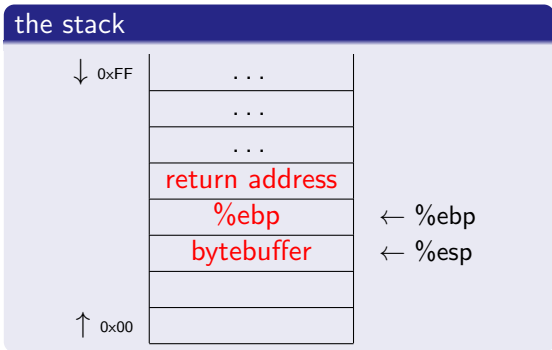 the stack
↓ 0xFF . . .
. . .
. . .
return address
%ebp ← %ebp
bytebuffer ← %esp
↑ 0x00